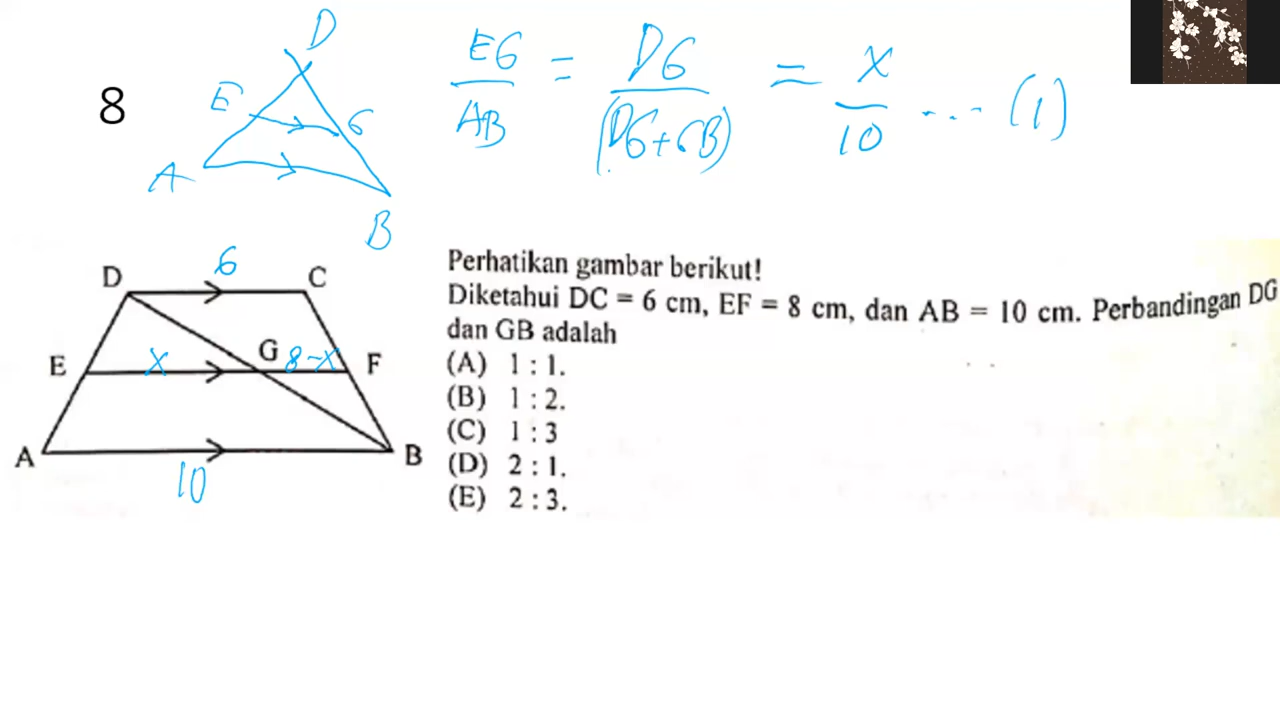 8
D
E
G
A
B
EG/AB = DG/(DG+GB) = x/10 ... (1)
6
D C
E x G 8-x F
A B
10
Perhatikan gambar berikut!
Diketahui DC = 6 cm, EF = 8 cm, dan AB = 10 cm. Perbandingan DG
dan GB adalah
(A) 1 : 1.
(B) 1 : 2.
(C) 1 : 3
(D) 2 : 1.
(E) 2 : 3.